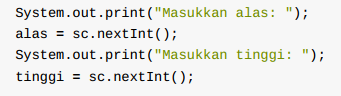 System.out.print("Masukkan alas: ");
alas = sc.nextInt();
System.out.print("Masukkan tinggi: ");
tinggi = sc.nextInt();